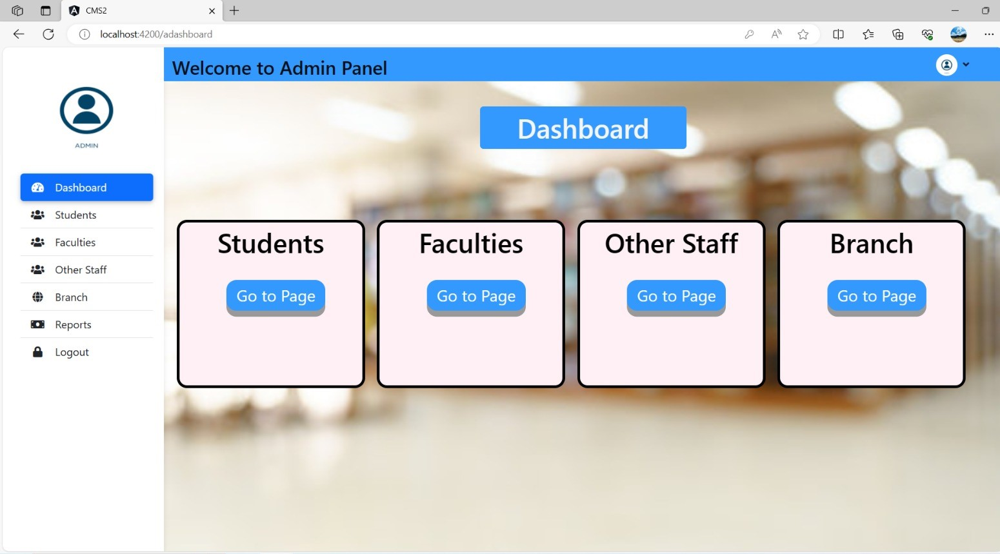 CMS2
localhost:4200/adashboard
Welcome to Admin Panel
ADMIN
Dashboard
Students
Faculties
Other Staff
Branch
Reports
Logout
Dashboard
Students
Go to Page
Faculties
Go to Page
Other Staff
Go to Page
Branch
Go to Page